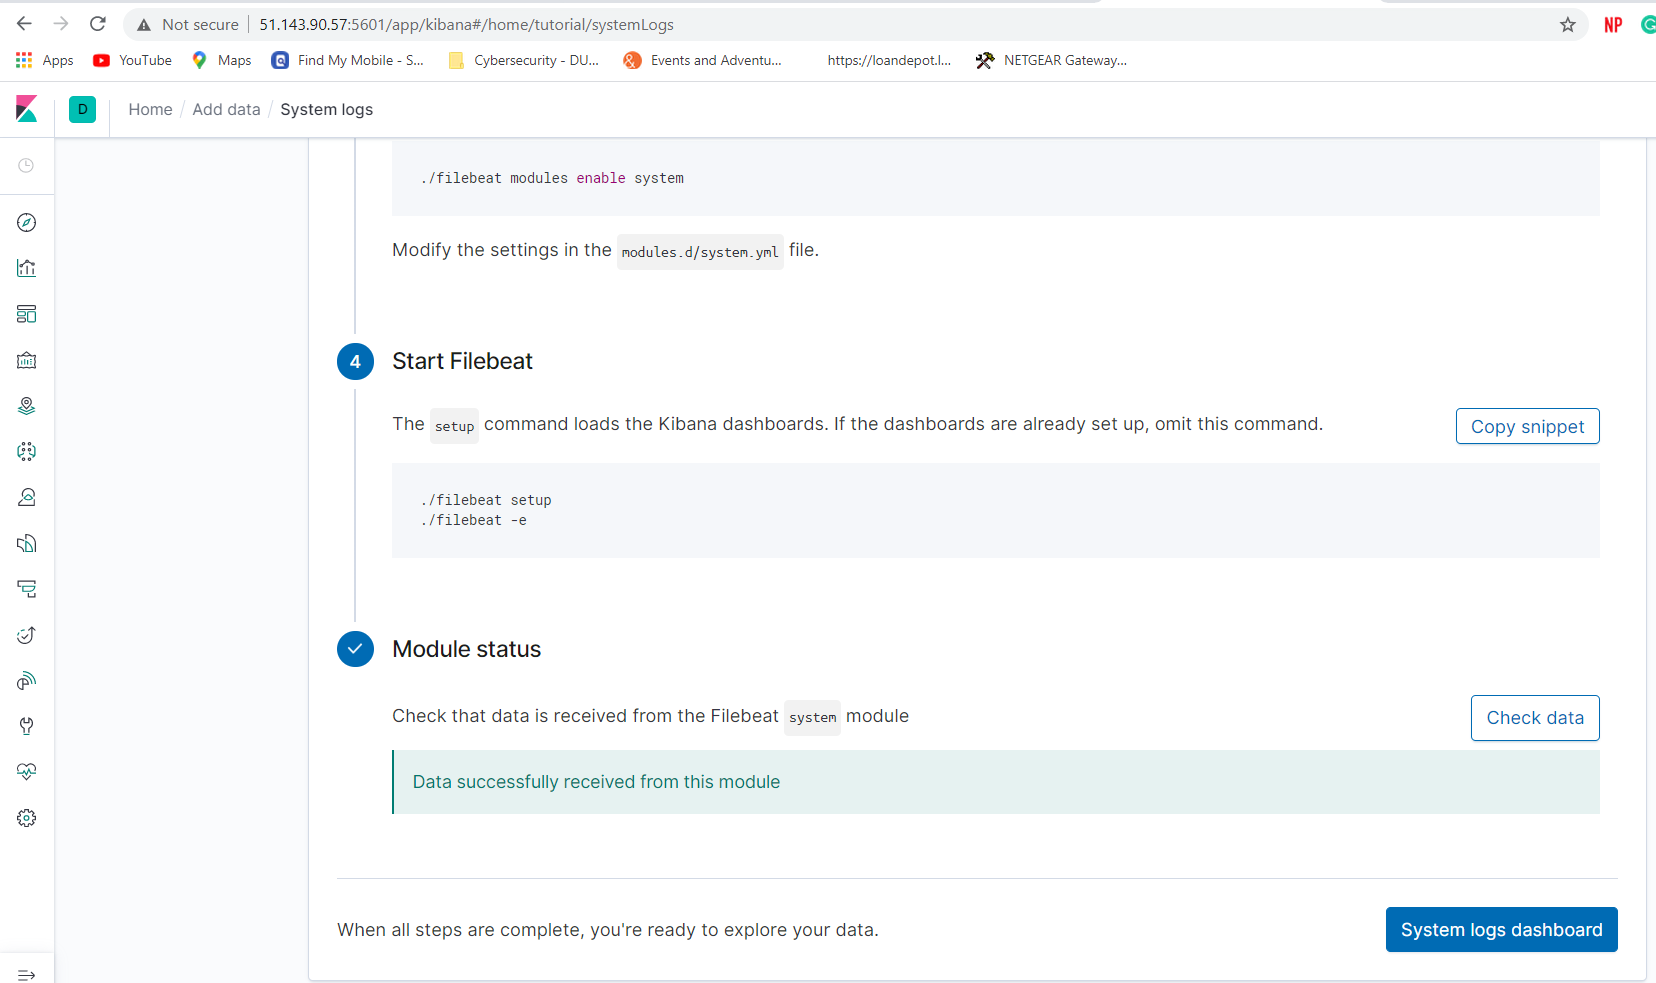 Not secure
51.143.90.57:5601/app/kibana#/home/tutorial/systemLogs
NP
G
Apps
YouTube
Maps
Find My Mobile - S...
Cybersecurity - DU...
Events and Adventu...
https://loandepot.l...
NETGEAR Gateway...
D
Home / Add data / System logs
./filebeat modules enable system
Modify the settings in the modules.d/system.yml file.
4
Start Filebeat
The setup command loads the Kibana dashboards. If the dashboards are already set up, omit this command.
Copy snippet
./filebeat setup
./filebeat -e
Module status
Check that data is received from the Filebeat system module
Check data
Data successfully received from this module
When all steps are complete, you're ready to explore your data.
System logs dashboard